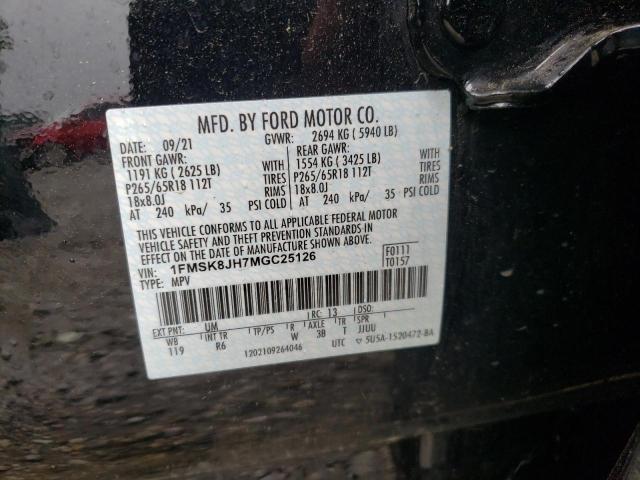 MFD. BY FORD MOTOR CO.
DATE: 09/21 GVWR: 2694 KG ( 5940 LB)
FRONT GAWR: REAR GAWR:
1191 KG ( 2625 LB) WITH 1554 KG ( 3425 LB) WITH
P265/65R18 112T TIRES P265/65R18 112T TIRES
18x8.0J RIMS 18x8.0J RIMS
AT 240 kPa/ 35 PSI COLD AT 240 kPa/ 35 PSI COLD
THIS VEHICLE CONFORMS TO ALL APPLICABLE FEDERAL MOTOR
VEHICLE SAFETY AND THEFT PREVENTION STANDARDS IN
EFFECT ON THE DATE OF MANUFACTURE SHOWN ABOVE.
VIN: 1FMSK8JH7MGC25126 F0111
TYPE: MPV T0157
EXT PNT: UM RC: 13 DSO:
WB INT TR TP/PS R AXLE TR SPR
119 R6 W 3B T JJUU
1202109264046 UTC 5U5A-1520472-BA